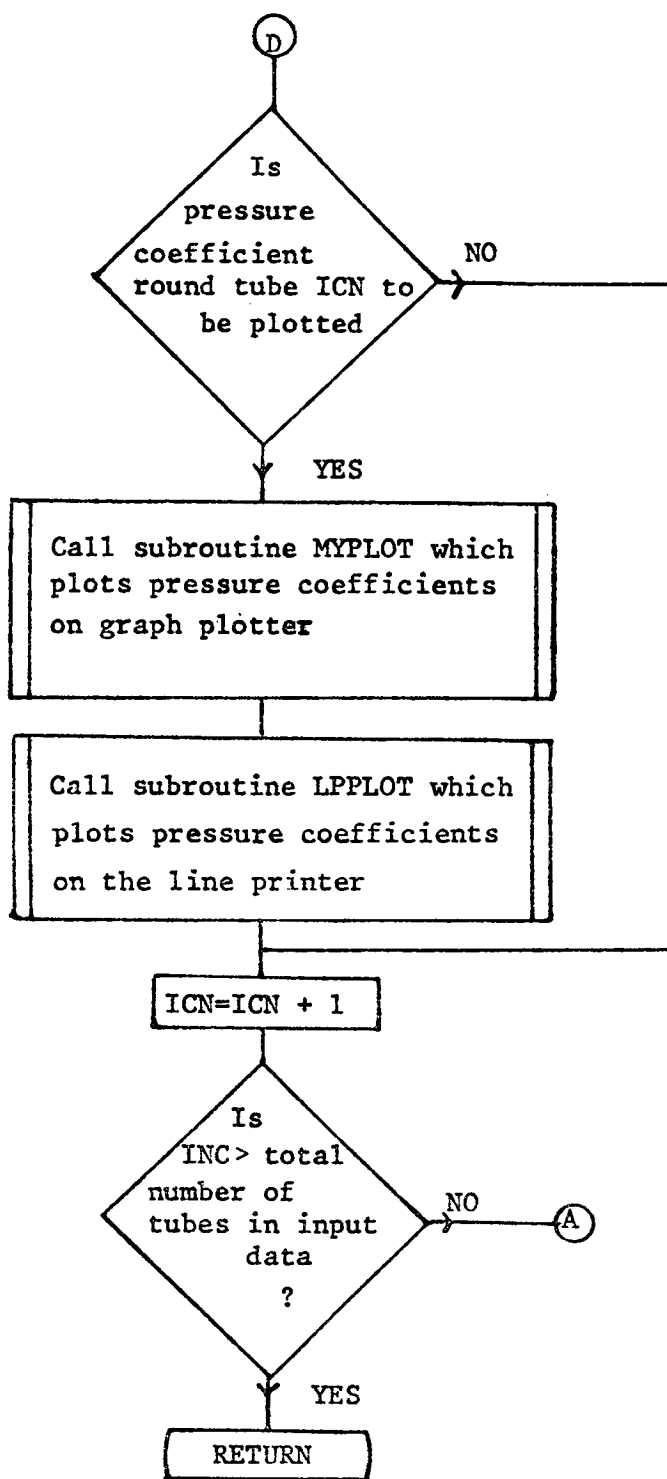 D
Is
pressure
coefficient
round tube ICN to
be plotted
NO
YES
Call subroutine MYPLOT which
plots pressure coefficients
on graph plotter
Call subroutine LPPLOT which
plots pressure coefficients
on the line printer
ICN=ICN + 1
Is
INC> total
number of
tubes in input
data
?
NO
A
YES
RETURN